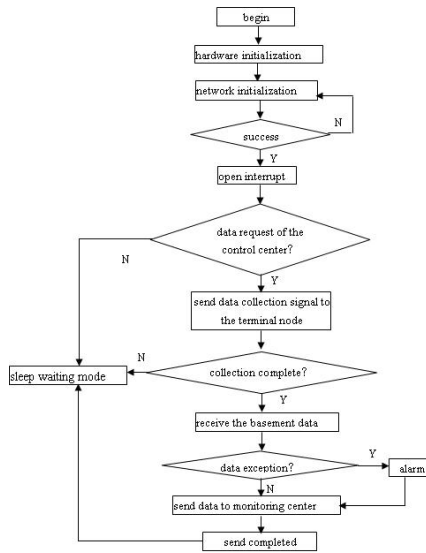 begin
hardware initialization
network initialization
N
success
Y
open interrupt
data request of the
control center?
N
Y
send data collection signal to
the terminal node
N
sleep waiting mode
collection complete?
Y
receive the basement data
Y
data exception?
alarm
N
send data to monitoring center
send completed